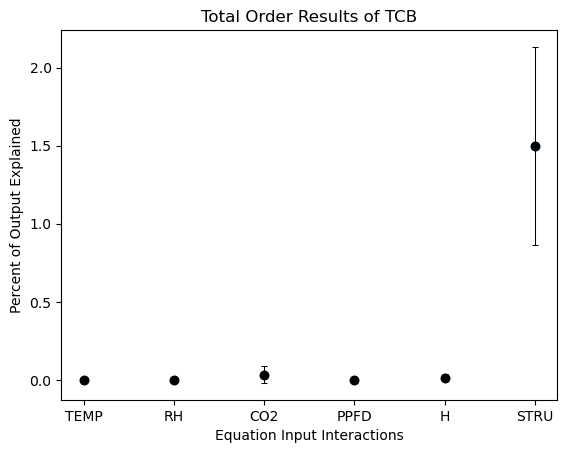 Total Order Results of TCB
Percent of Output Explained
2.0
1.5
1.0
0.5
0.0
TEMP RH CO2 PPFD H STRU
Equation Input Interactions